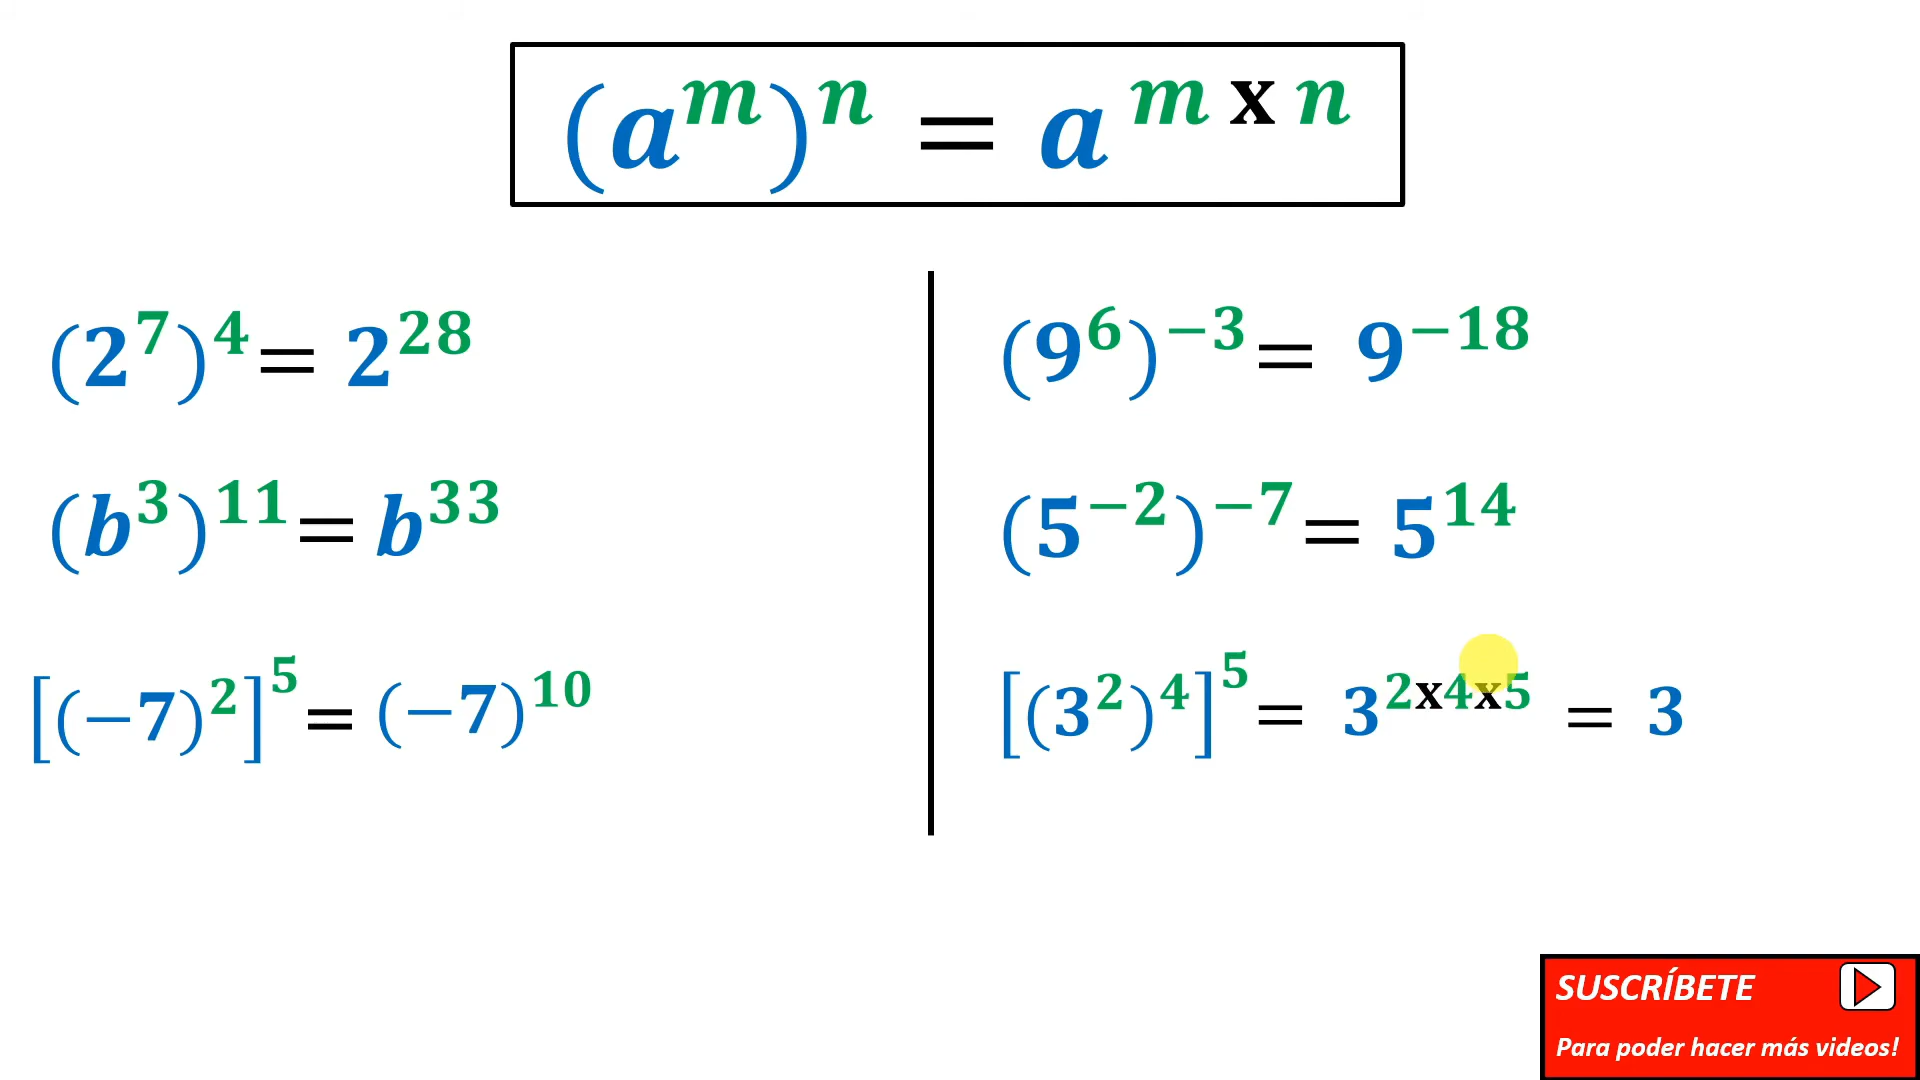 (a^m)^n = a^{m x n}
(2^7)^4 = 2^{28}
(b^3)^{11} = b^{33}
[(−7)^2]^5 = (−7)^{10}
(9^6)^{−3} = 9^{−18}
(5^{−2})^{−7} = 5^{14}
[(3^2)^4]^5 = 3^{2x4x5} = 3
SUSCRÍBETE
Para poder hacer más videos!